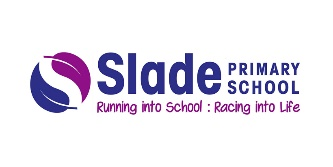 Slade PRIMARY SCHOOL
Running into School : Racing into Life